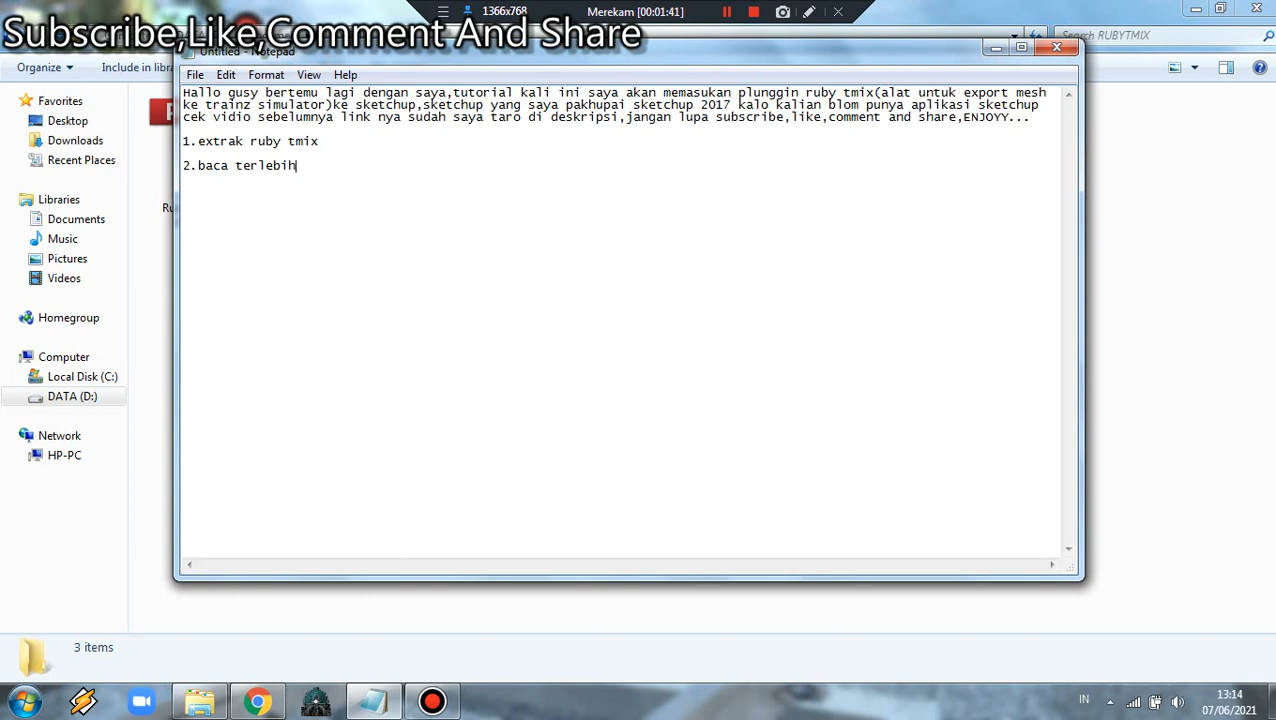 1366x768
Merekam [00:01:41]
Subscribe,Like,Comment And Share
Untitled - Notepad
Search RUBYTMIX
Organize
Include in libra
File Edit Format View Help
Favorites
Desktop
Downloads
Recent Places
Libraries
Documents
Music
Pictures
Videos
Homegroup
Computer
Local Disk (C:)
DATA (D:)
Network
HP-PC
Hallo gusy bertemu lagi dengan saya,tutorial kali ini saya akan memasukan plunggin ruby tmix(alat untuk export mesh
ke trainz simulator)ke sketchup,sketchup yang saya pakhupai sketchup 2017 kalo kalian blom punya aplikasi sketchup
cek vidio sebelumnya link nya sudah saya taro di deskripsi,jangan lupa subscribe,like,comment and share,ENJOYY...
1.extrak ruby tmix
2.baca terlebih
Ru
3 items
IN
13:14
07/06/2021